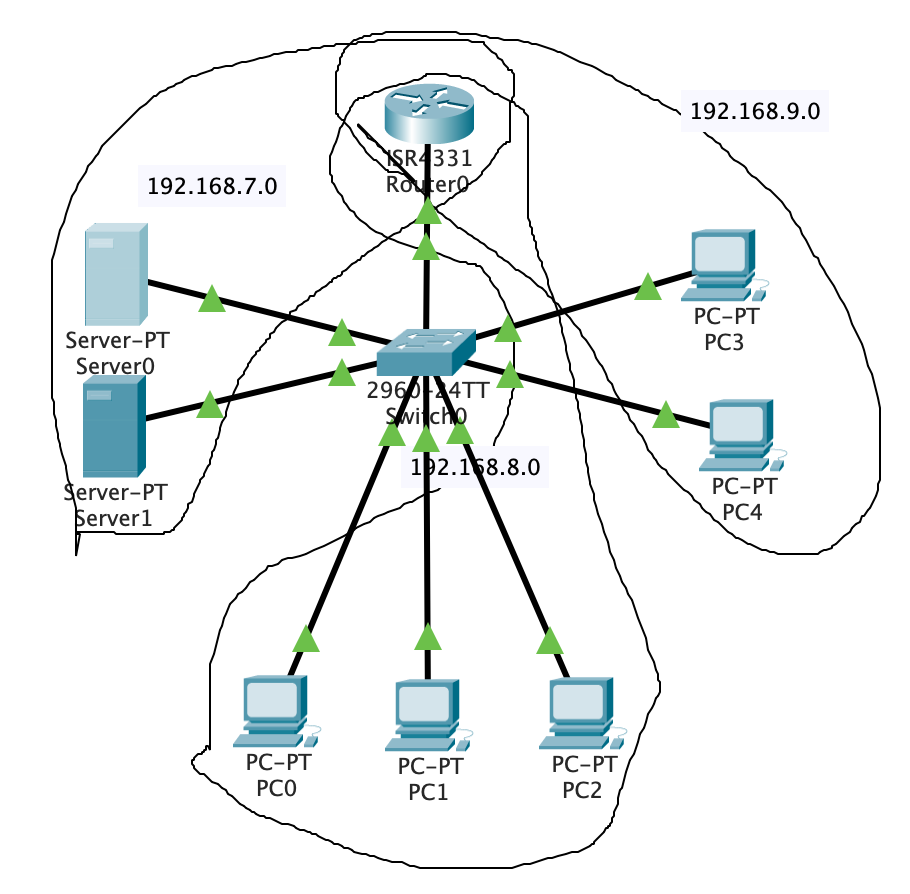 192.168.9.0
ISR4331
Router0
192.168.7.0
Server-PT
Server0
PC-PT
PC3
2960-24TT
Switch0
192.168.8.0
Server-PT
Server1
PC-PT
PC4
PC-PT
PC0
PC-PT
PC1
PC-PT
PC2